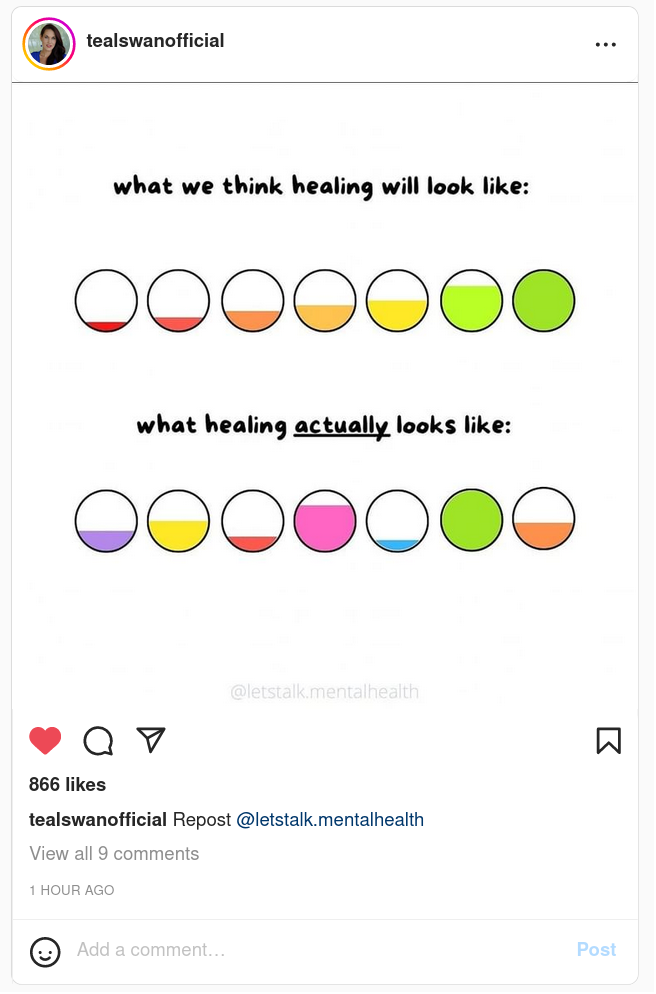 tealswanofficial
what we think healing will look like:
what healing actually looks like:
@letstalk.mentalhealth
866 likes
tealswanofficial Repost @letstalk.mentalhealth
View all 9 comments
1 HOUR AGO
Add a comment…
Post